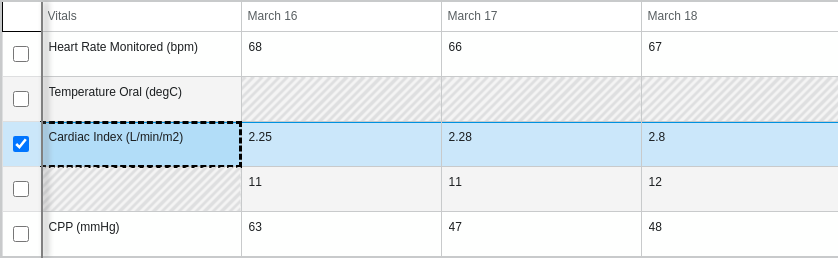 Vitals March 16 March 17 March 18
Heart Rate Monitored (bpm) 68 66 67
Temperature Oral (degC)
Cardiac Index (L/min/m2) 2.25 2.28 2.8
11 11 12
CPP (mmHg) 63 47 48